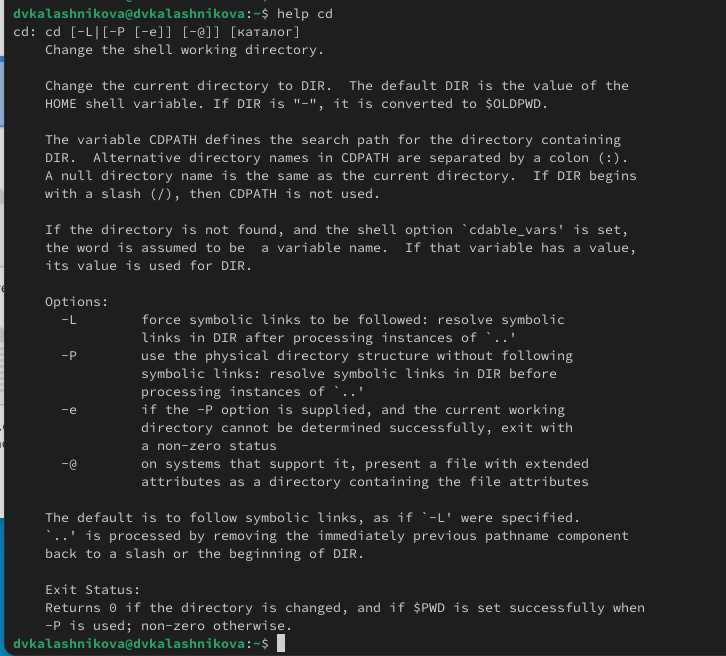 dvkalashnikova@dvkalashnikova:~$ help cd
cd: cd [-L|[-P [-e]] [-@]] [каталог]
    Change the shell working directory.

    Change the current directory to DIR.  The default DIR is the value of the
    HOME shell variable. If DIR is "-", it is converted to $OLDPWD.

    The variable CDPATH defines the search path for the directory containing
    DIR.  Alternative directory names in CDPATH are separated by a colon (:).
    A null directory name is the same as the current directory.  If DIR begins
    with a slash (/), then CDPATH is not used.

    If the directory is not found, and the shell option `cdable_vars' is set,
    the word is assumed to be  a variable name.  If that variable has a value,
    its value is used for DIR.

    Options:
      -L        force symbolic links to be followed: resolve symbolic
                links in DIR after processing instances of `..'
      -P        use the physical directory structure without following
                symbolic links: resolve symbolic links in DIR before
                processing instances of `..'
      -e        if the -P option is supplied, and the current working
                directory cannot be determined successfully, exit with
                a non-zero status
      -@        on systems that support it, present a file with extended
                attributes as a directory containing the file attributes

    The default is to follow symbolic links, as if `-L' were specified.
    `..' is processed by removing the immediately previous pathname component
    back to a slash or the beginning of DIR.

    Exit Status:
    Returns 0 if the directory is changed, and if $PWD is set successfully when
    -P is used; non-zero otherwise.
dvkalashnikova@dvkalashnikova:~$